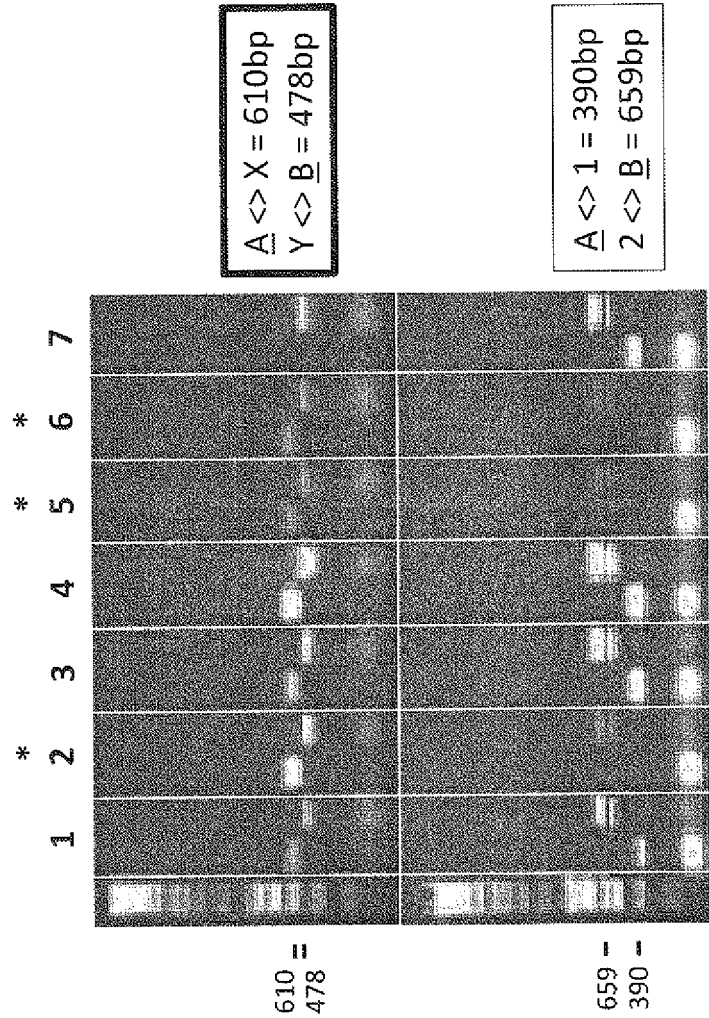 * * *
1 2 3 4 5 6 7
610
478
A <> X = 610bp
Y <> B = 478bp
659
390
A <> 1 = 390bp
2 <> B = 659bp